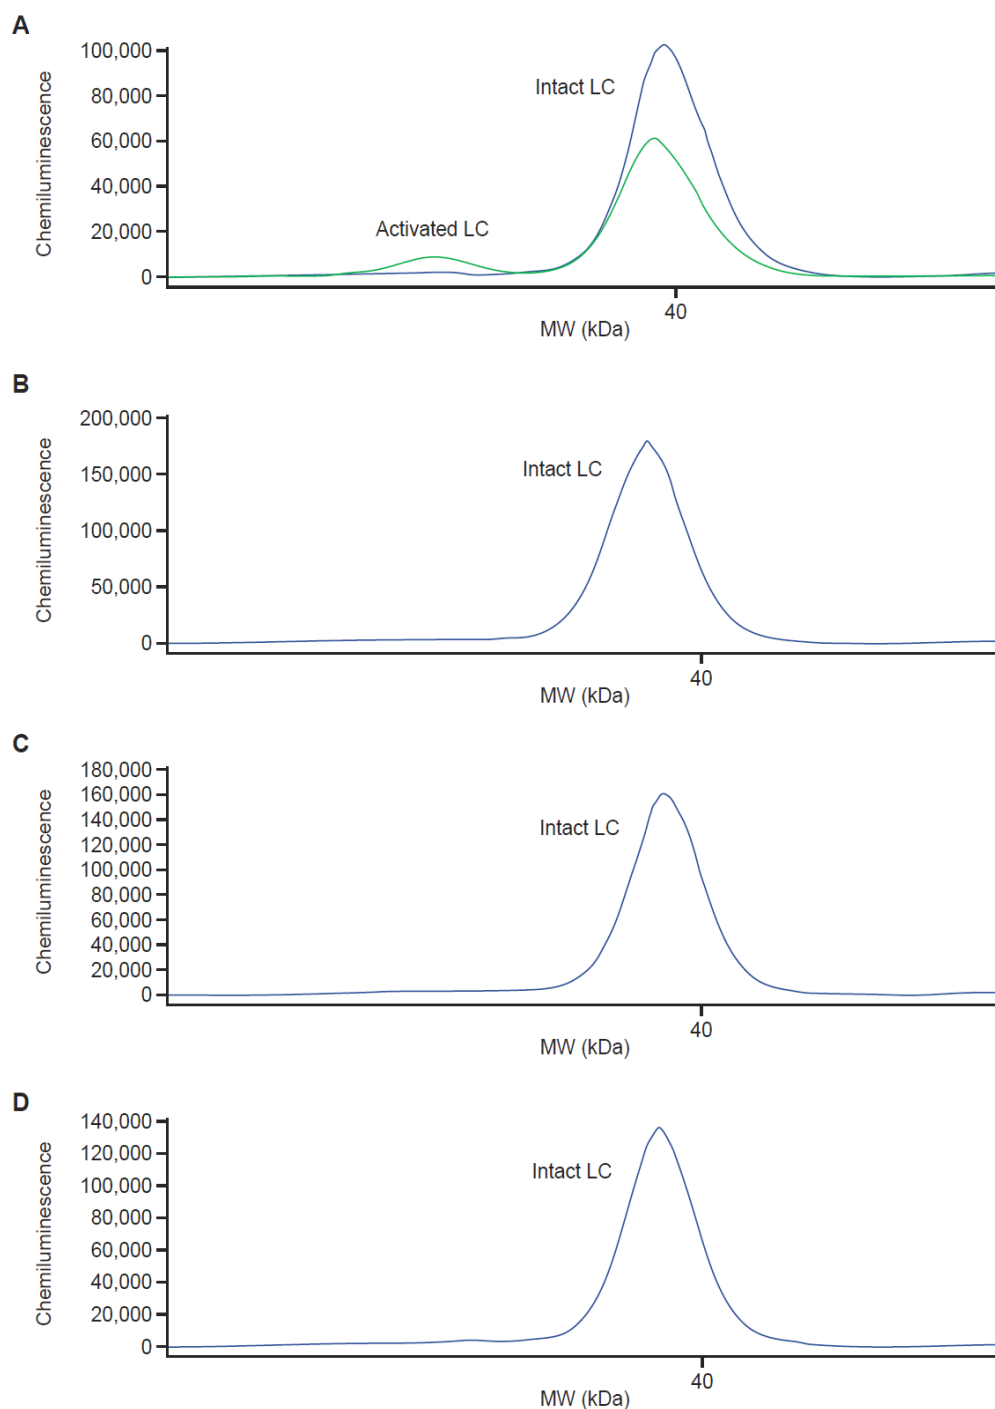 A
Chemiluminescence
100,000
80,000
60,000
40,000
20,000
0
Intact LC
Activated LC
40
MW (kDa)
B
Chemiluminescence
200,000
150,000
100,000
50,000
0
Intact LC
40
MW (kDa)
C
Chemiluminescence
180,000
160,000
140,000
120,000
100,000
80,000
60,000
40,000
20,000
0
Intact LC
40
MW (kDa)
D
Chemiluminescence
140,000
120,000
100,000
80,000
60,000
40,000
20,000
0
Intact LC
40
MW (kDa)